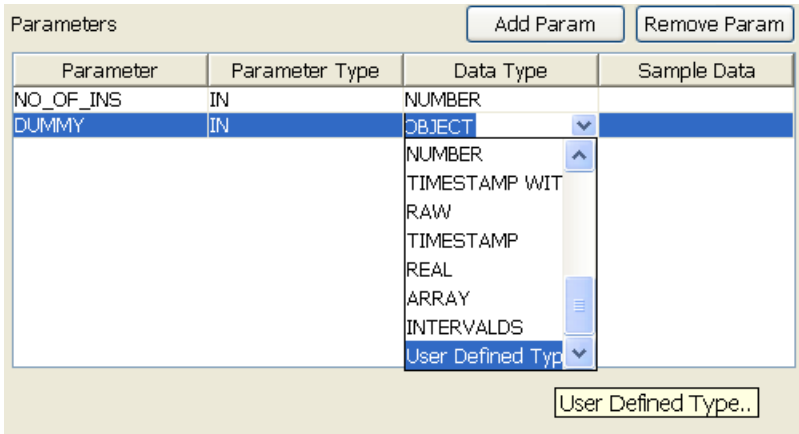 Parameters Add Param Remove Param
Parameter Parameter Type Data Type Sample Data
NO_OF_INS IN NUMBER
DUMMY IN OBJECT
NUMBER
TIMESTAMP WIT
RAW
TIMESTAMP
REAL
ARRAY
INTERVALDS
User Defined Typ
User Defined Type..